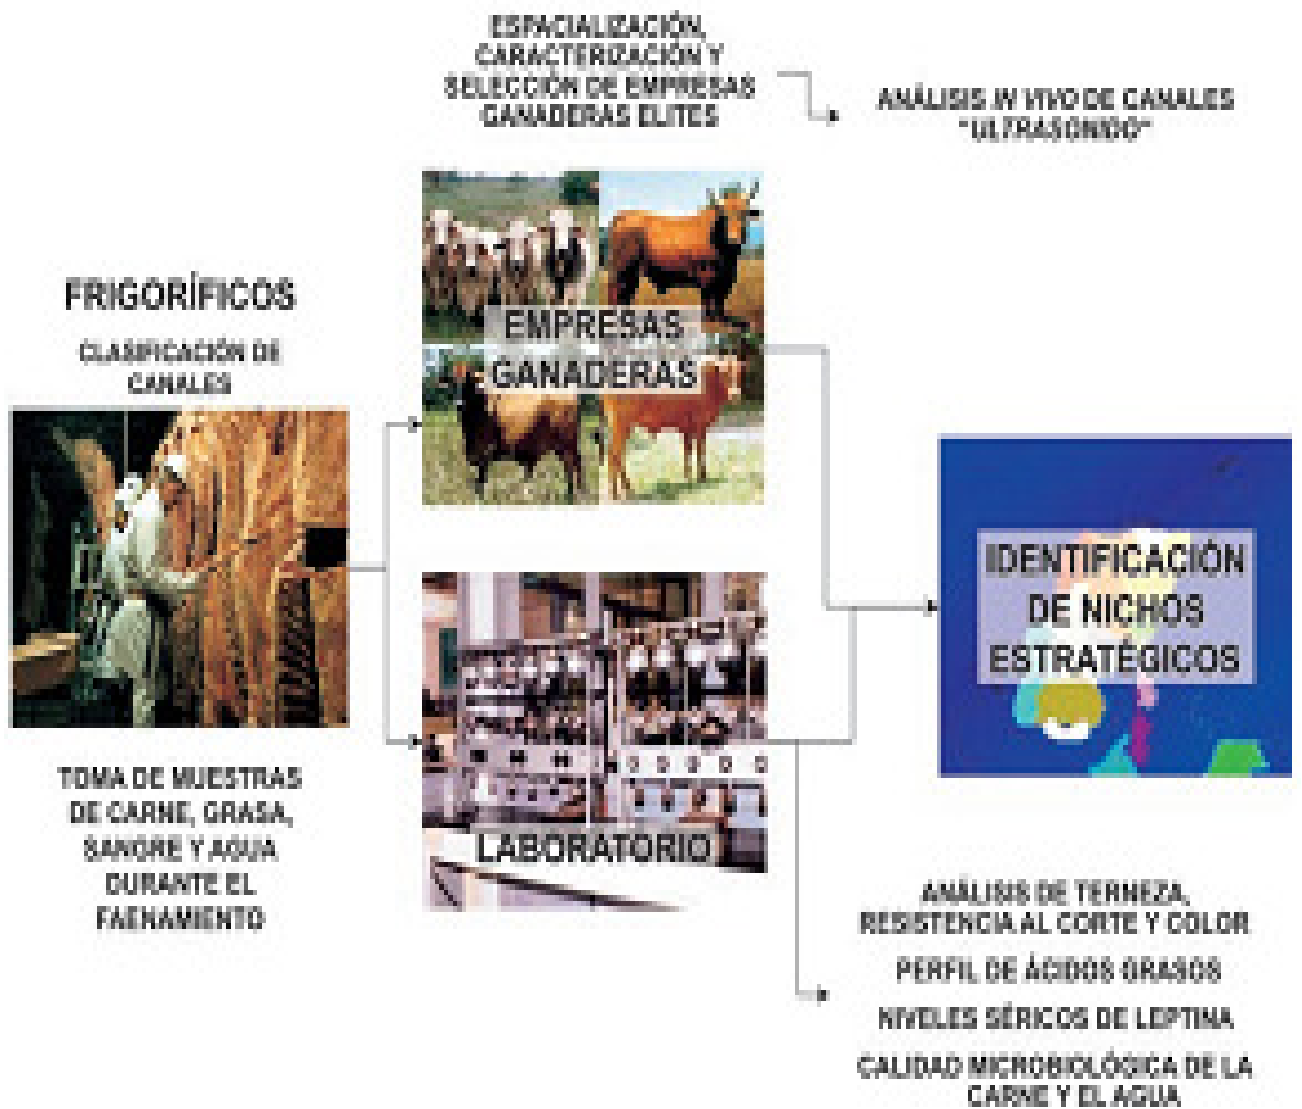 ESPACIALIZACIÓN,
CARACTERIZACIÓN Y
SELECCIÓN DE EMPRESAS
GANADERAS ELITES
ANÁLISIS IN VIVO DE CANALES
"ULTRASONIDO"
FRIGORÍFICOS
CLASIFICACIÓN DE
CANALES
EMPRESAS
GANADERAS
IDENTIFICACIÓN
DE NICHOS
ESTRATÉGICOS
LABORATORIO
TOMA DE MUESTRAS
DE CARNE, GRASA,
SANGRE Y AGUA
DURANTE EL
FAENAMIENTO
ANÁLISIS DE TERNEZA,
RESISTENCIA AL CORTE Y COLOR
PERFIL DE ÁCIDOS GRASOS
NIVELES SÉRICOS DE LEPTINA
CALIDAD MICROBIOLÓGICA DE LA
CARNE Y EL AGUA